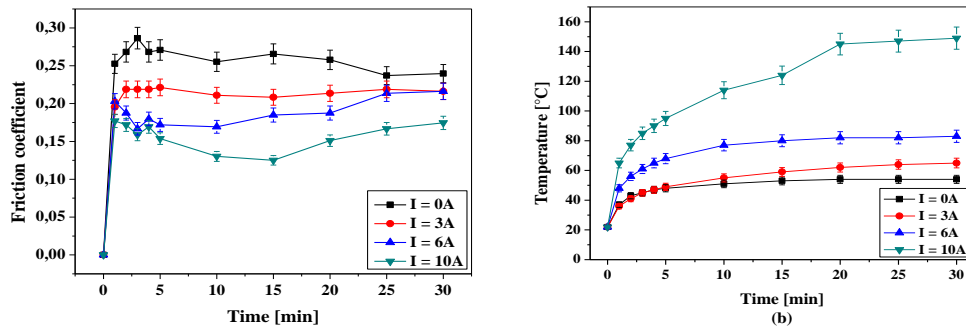 Friction coefficient
0,30
0,25
0,20
0,15
0,10
0,05
0,00
I = 0A
I = 3A
I = 6A
I = 10A
0 5 10 15 20 25 30
Time [min]
Temperature [°C]
160
140
120
100
80
60
40
20
0
I = 0A
I = 3A
I = 6A
I = 10A
0 5 10 15 20 25 30
Time [min]
(b)